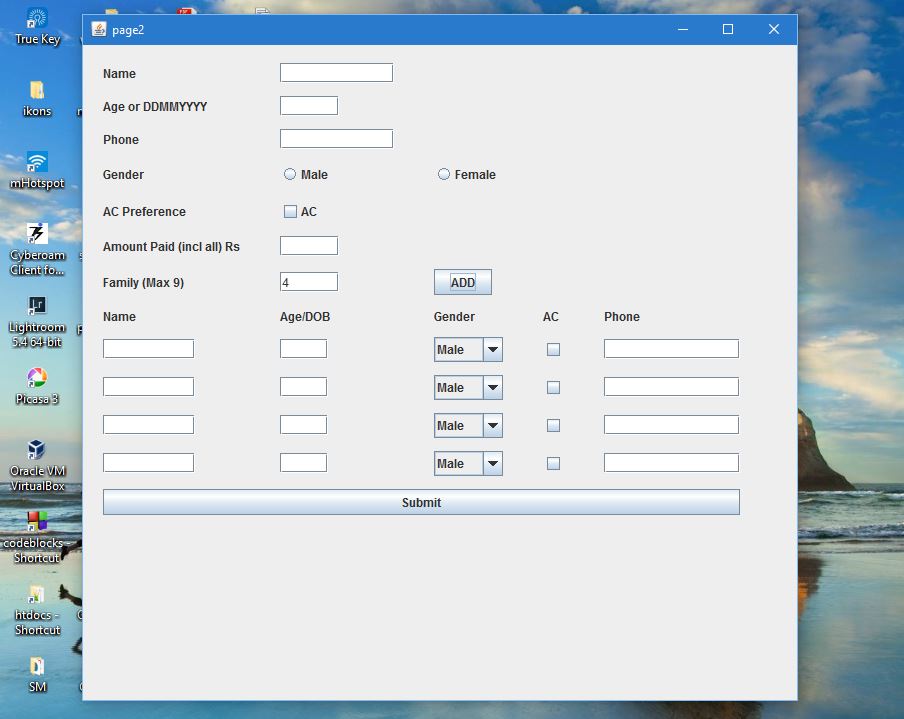 True Key
ikons
mHotspot
Cyberoam
Client fo...
Lightroom
5.4 64-bit
Picasa 3
Oracle VM
VirtualBox
codeblocks -
Shortcut
htdocs -
Shortcut
SM
page2
Name
Age or DDMMYYYY
Phone
Gender Male Female
AC Preference AC
Amount Paid (incl all) Rs
Family (Max 9) 4 ADD
Name Age/DOB Gender AC Phone
Male
Male
Male
Male
Submit